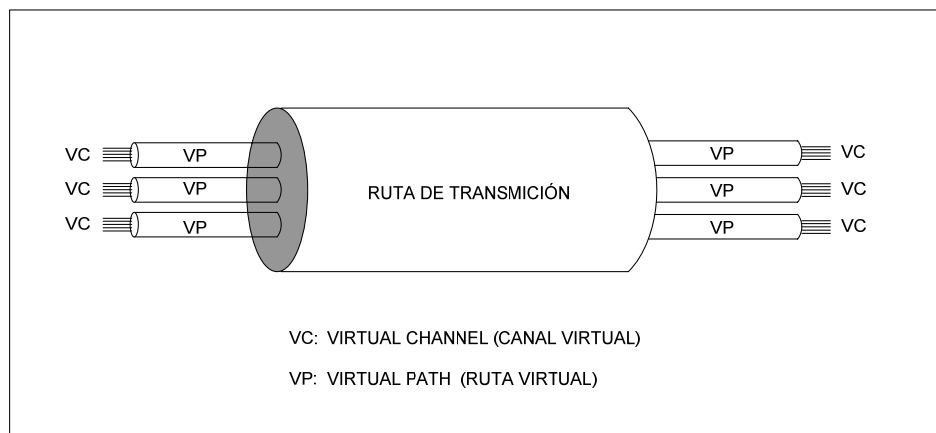 VC VP VP VC
VC VP RUTA DE TRANSMICIÓN VP VC
VC VP VP VC
VC: VIRTUAL CHANNEL (CANAL VIRTUAL)
VP: VIRTUAL PATH (RUTA VIRTUAL)